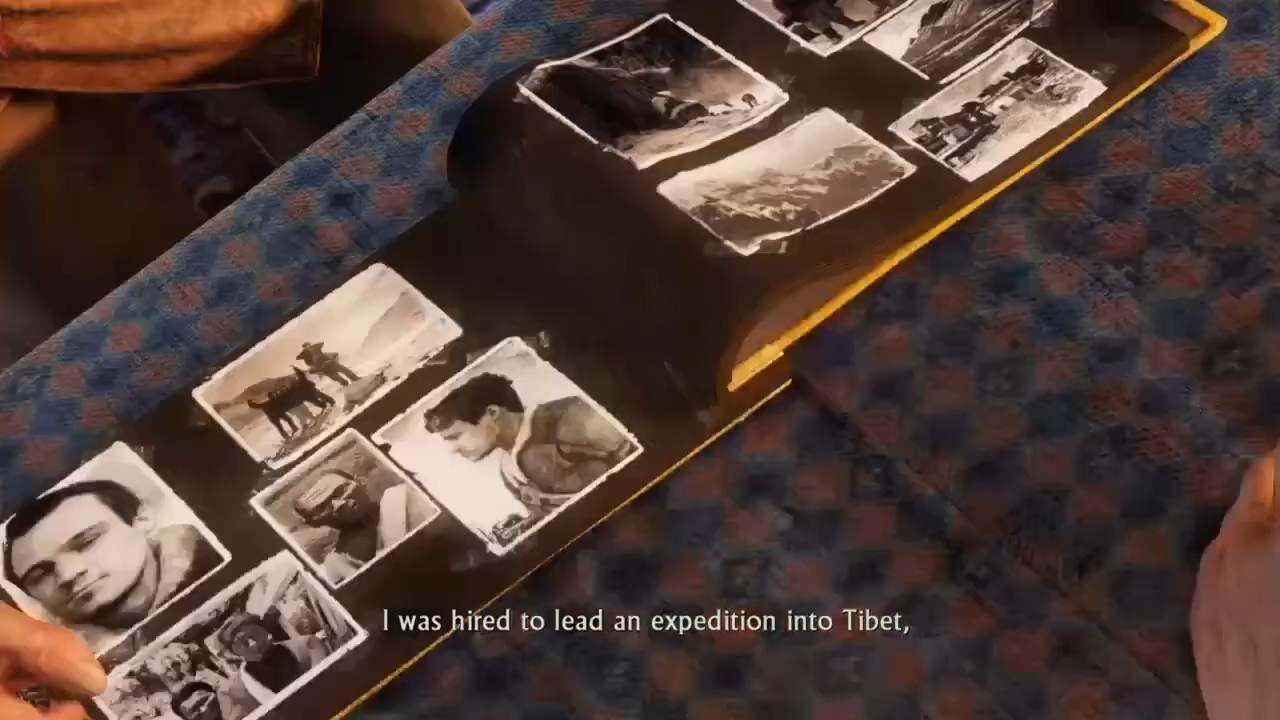 I was hired to lead an expedition into Tibet,